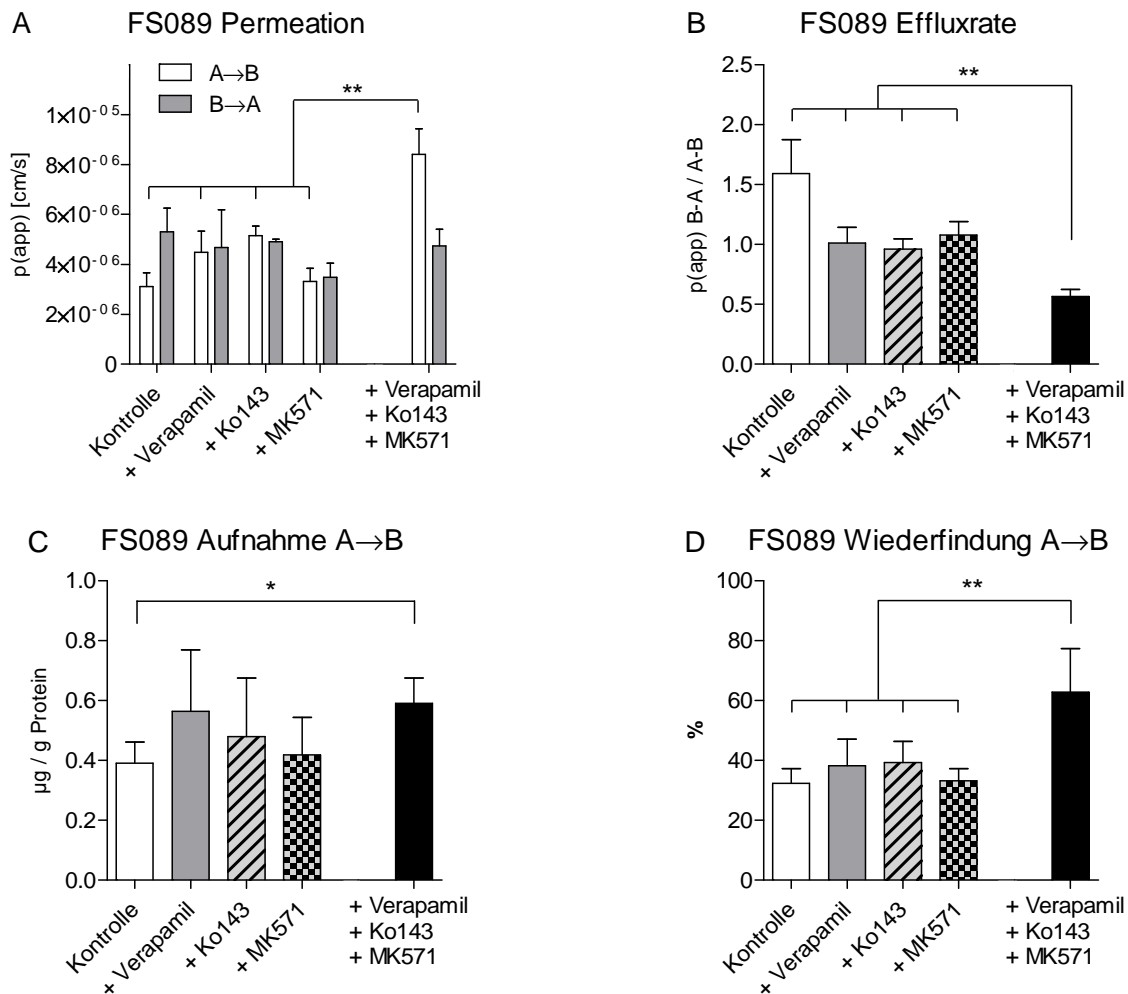 A FS089 Permeation
A→B
B→A
**
p(app) [cm/s]
1×10-05
8×10-06
6×10-06
4×10-06
2×10-06
0
Kontrolle
+ Verapamil
+ Ko143
+ MK571
+ Verapamil
+ Ko143
+ MK571
B FS089 Effluxrate
**
p(app) B-A / A-B
2.5
2.0
1.5
1.0
0.5
0.0
Kontrolle
+ Verapamil
+ Ko143
+ MK571
+ Verapamil
+ Ko143
+ MK571
C FS089 Aufnahme A→B
*
µg / g Protein
1.0
0.8
0.6
0.4
0.2
0.0
Kontrolle
+ Verapamil
+ Ko143
+ MK571
+ Verapamil
+ Ko143
+ MK571
D FS089 Wiederfindung A→B
**
%
100
80
60
40
20
0
Kontrolle
+ Verapamil
+ Ko143
+ MK571
+ Verapamil
+ Ko143
+ MK571